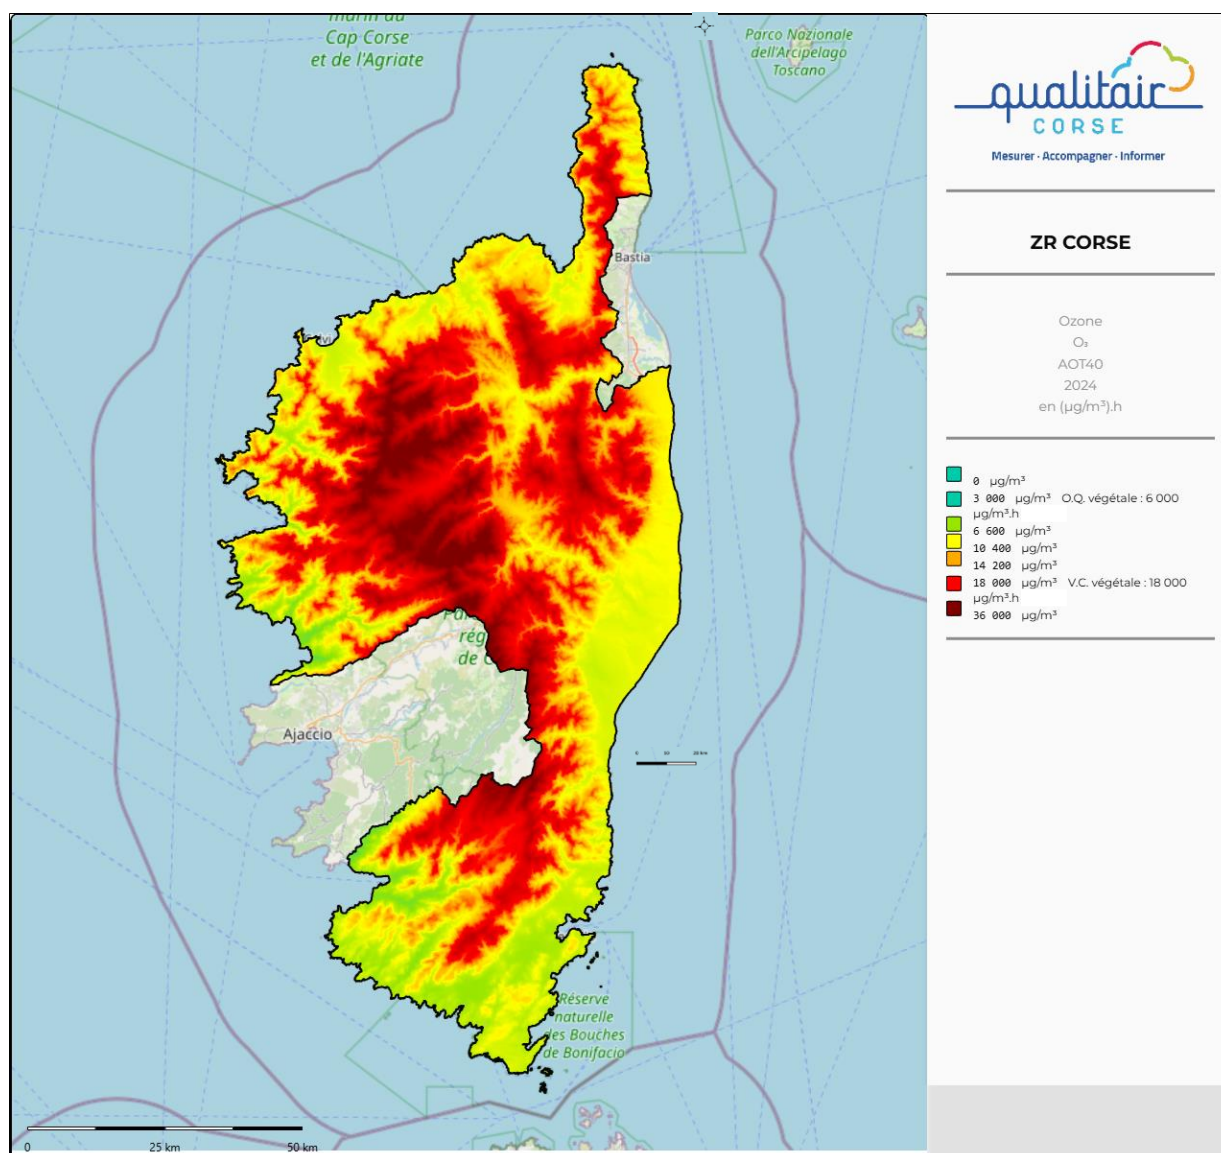 marin du
Cap Corse
et de l'Agriate
Parco Nazionale
dell'Arcipelago
Toscano
Bastia
Ajaccio
Réserve
naturelle
des Bouches
de Bonifacio
0
25 km
50 km
qualitair
CORSE
Mesurer · Accompagner · Informer
ZR CORSE
Ozone
O₃
AOT40
2024
en (µg/m³).h
0 µg/m³
3 000 µg/m³ O.Q. végétale : 6 000
µg/m³.h
6 600 µg/m³
10 400 µg/m³
14 200 µg/m³
18 000 µg/m³ V.C. végétale : 18 000
µg/m³.h
36 000 µg/m³